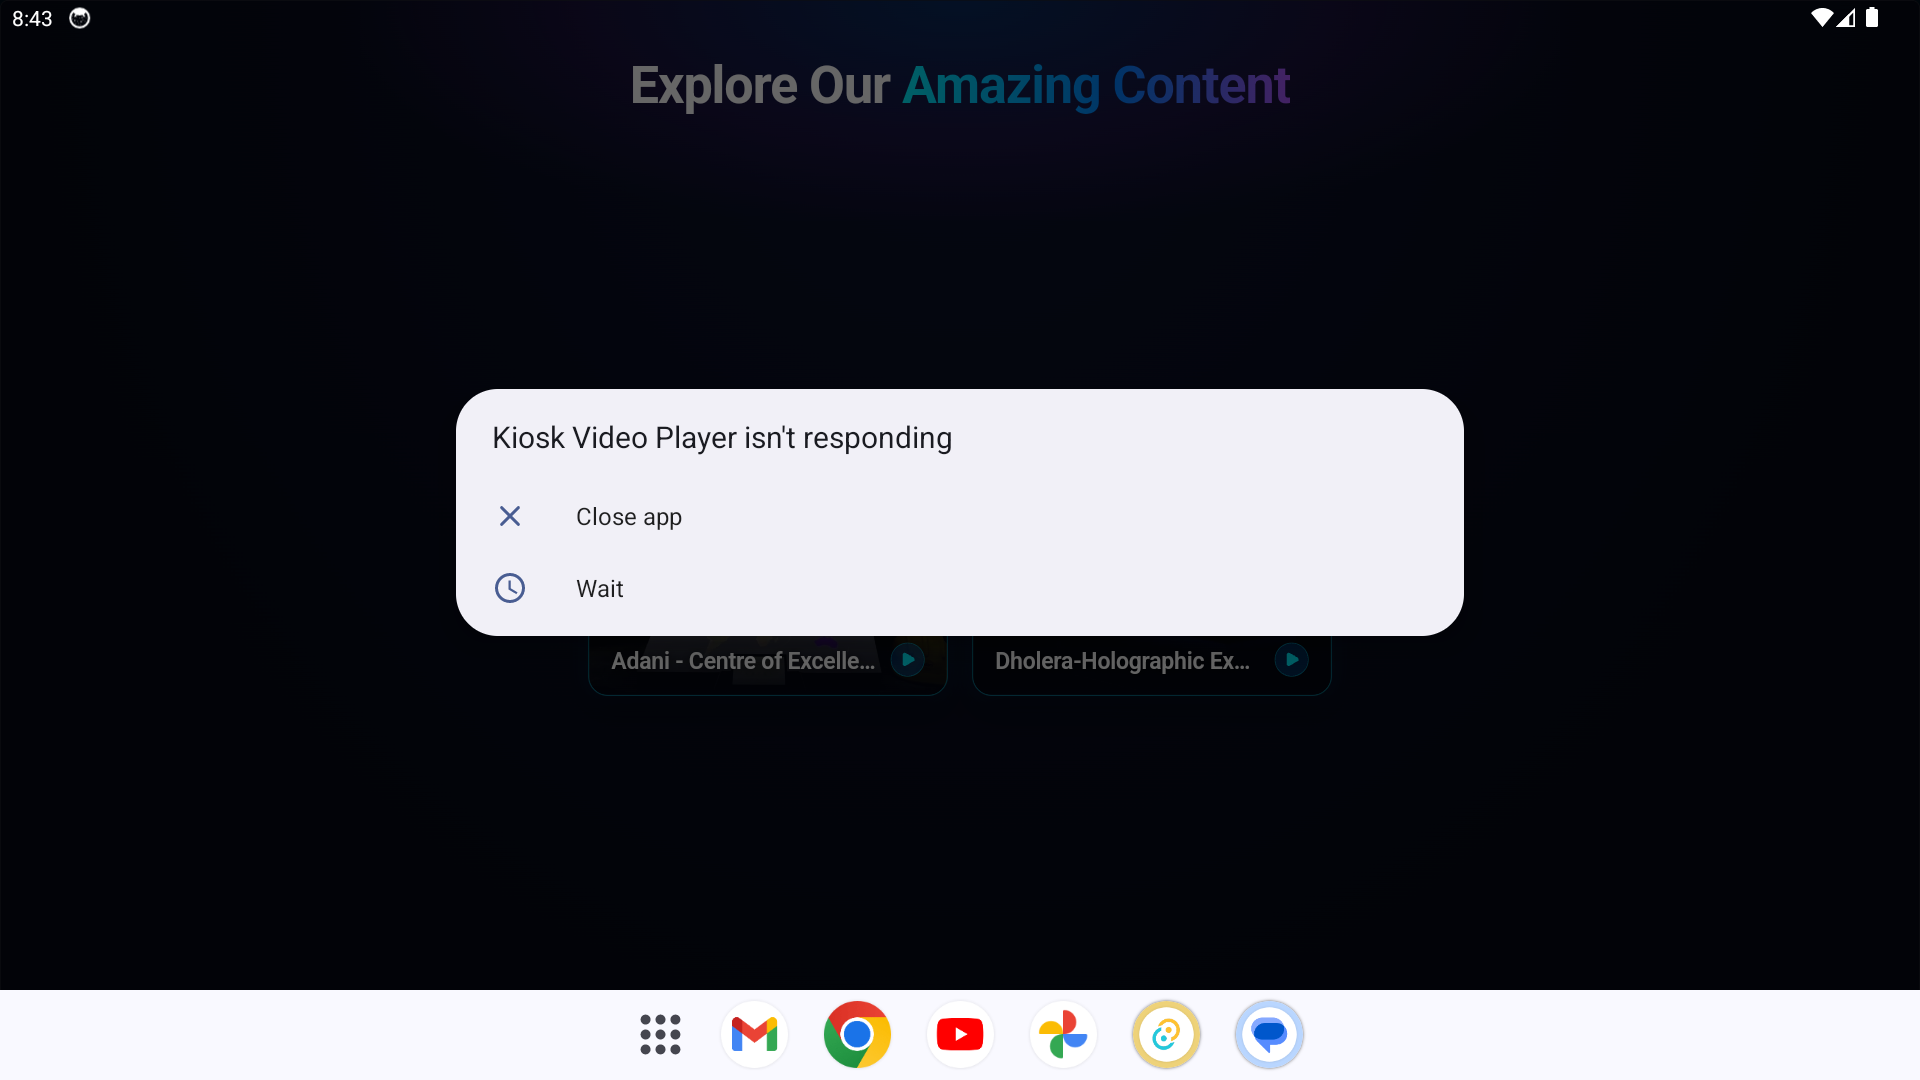 8:43
Explore Our Amazing Content
Kiosk Video Player isn't responding
Close app
Wait
Adani - Centre of Excelle...
Dholera-Holographic Ex...